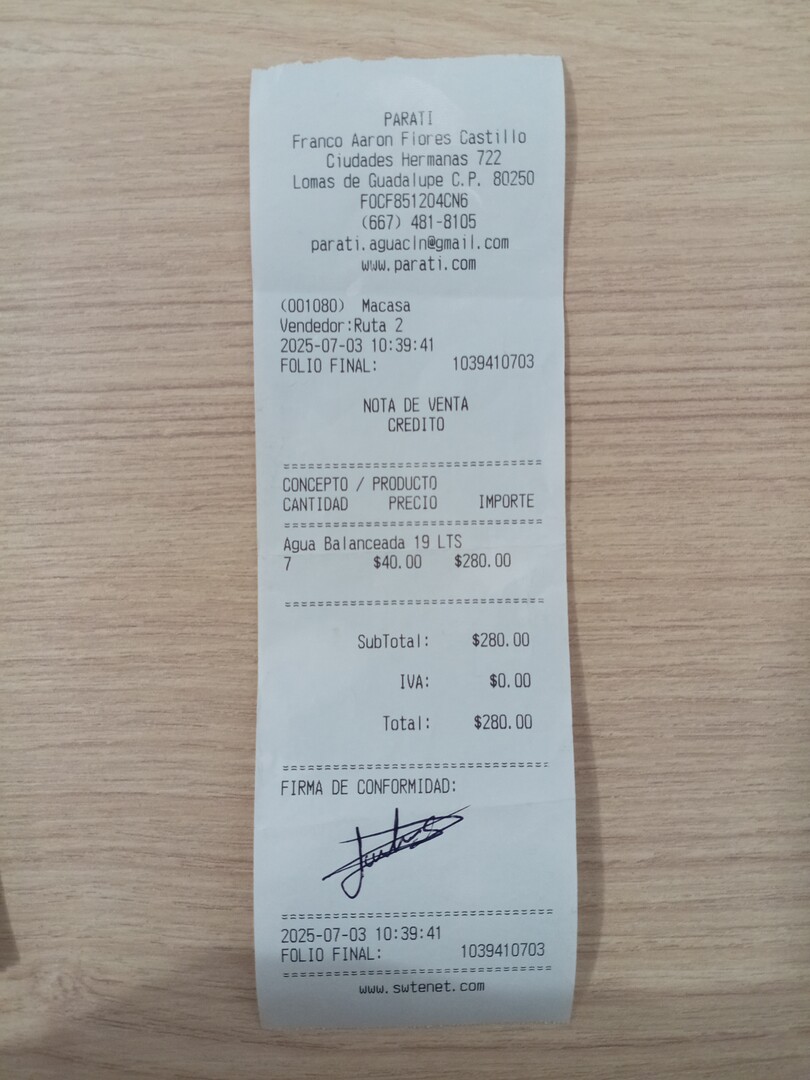 PARATI
Franco Aaron Flores Castillo
Ciudades Hermanas 722
Lomas de Guadalupe C.P. 80250
FOCF851204CN6
(667) 481-8105
parati.aguacln@gmail.com
www.parati.com
(001080) Macasa
Vendedor:Ruta 2
2025-07-03 10:39:41
FOLIO FINAL: 1039410703
NOTA DE VENTA
CREDITO
==================================
CONCEPTO / PRODUCTO
CANTIDAD PRECIO IMPORTE
==================================
Agua Balanceada 19 LTS
7 $40.00 $280.00
==================================
SubTotal: $280.00
IVA: $0.00
Total: $280.00
==================================
FIRMA DE CONFORMIDAD:
==================================
2025-07-03 10:39:41
FOLIO FINAL: 1039410703
==================================
www.swtenet.com